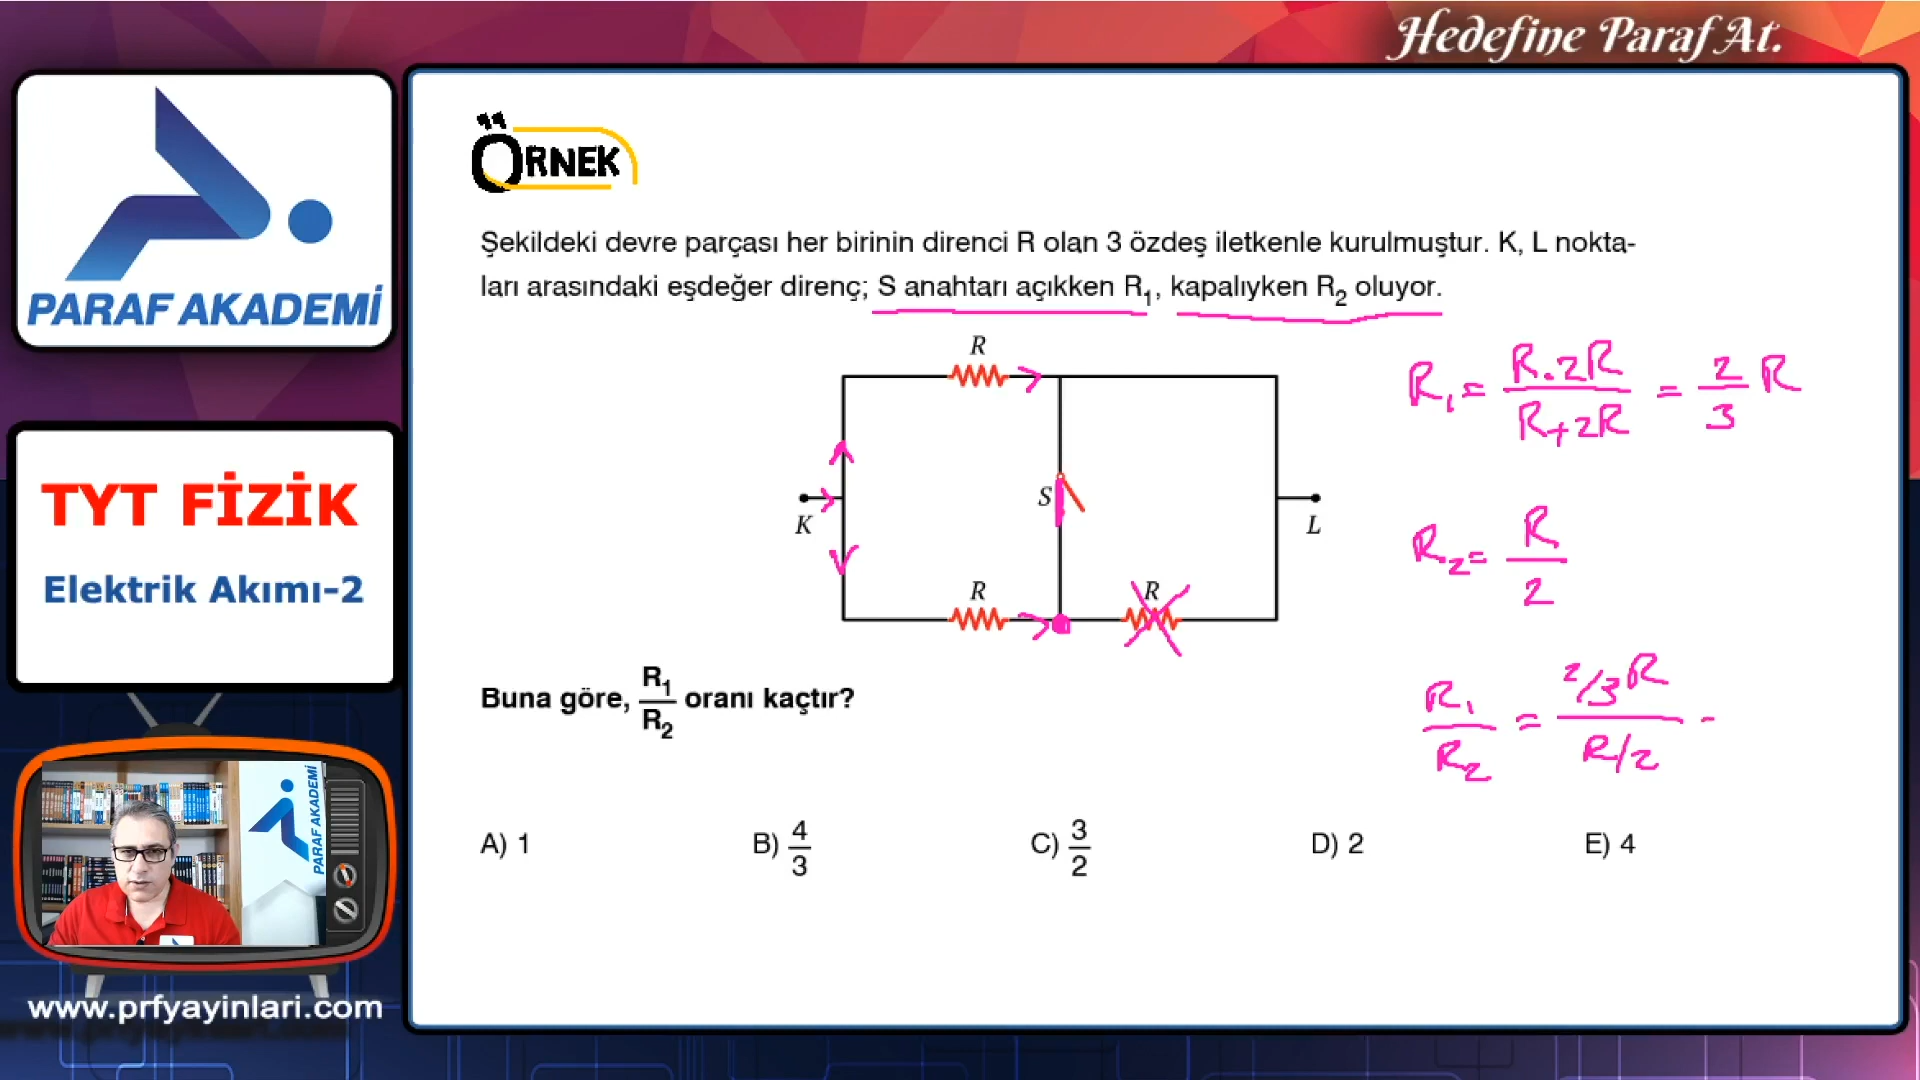 Hedefine Paraf At.
PARAF AKADEMİ
TYT FİZİK
Elektrik Akımı-2
PARAF AKADEMİ
www.prfyayinlari.com
ÖRNEK
Şekildeki devre parçası her birinin direnci R olan 3 özdeş iletkenle kurulmuştur. K, L nokta-
ları arasındaki eşdeğer direnç; S anahtarı açıkken R₁, kapalıyken R₂ oluyor.
R
S
K
L
R
R
R₁ = R.2R / R+2R = 2/3 R
R₂ = R/2
R₁/R₂ = 2/3 R / R/2 =
Buna göre, R₁/R₂ oranı kaçtır?
A) 1
B) 4/3
C) 3/2
D) 2
E) 4